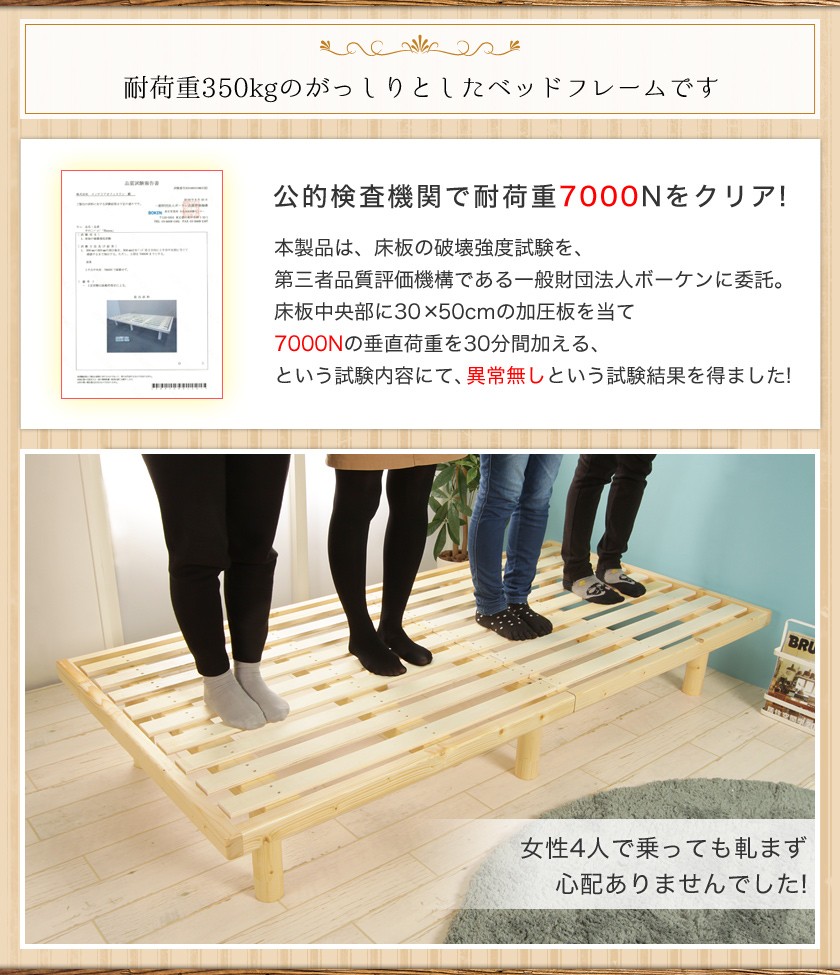 耐荷重350kgのがっしりとしたベッドフレームです
品質試験報告書
BOKEN
公的検査機関で耐荷重7000Nをクリア!
本製品は、床板の破壊強度試験を、
第三者品質評価機構である一般財団法人ボーケンに委託。
床板中央部に30×50cmの加圧板を当て
7000Nの垂直荷重を30分間加える、
という試験内容にて、異常無しという試験結果を得ました!
BRU
女性4人で乗っても軋まず
心配ありませんでした!